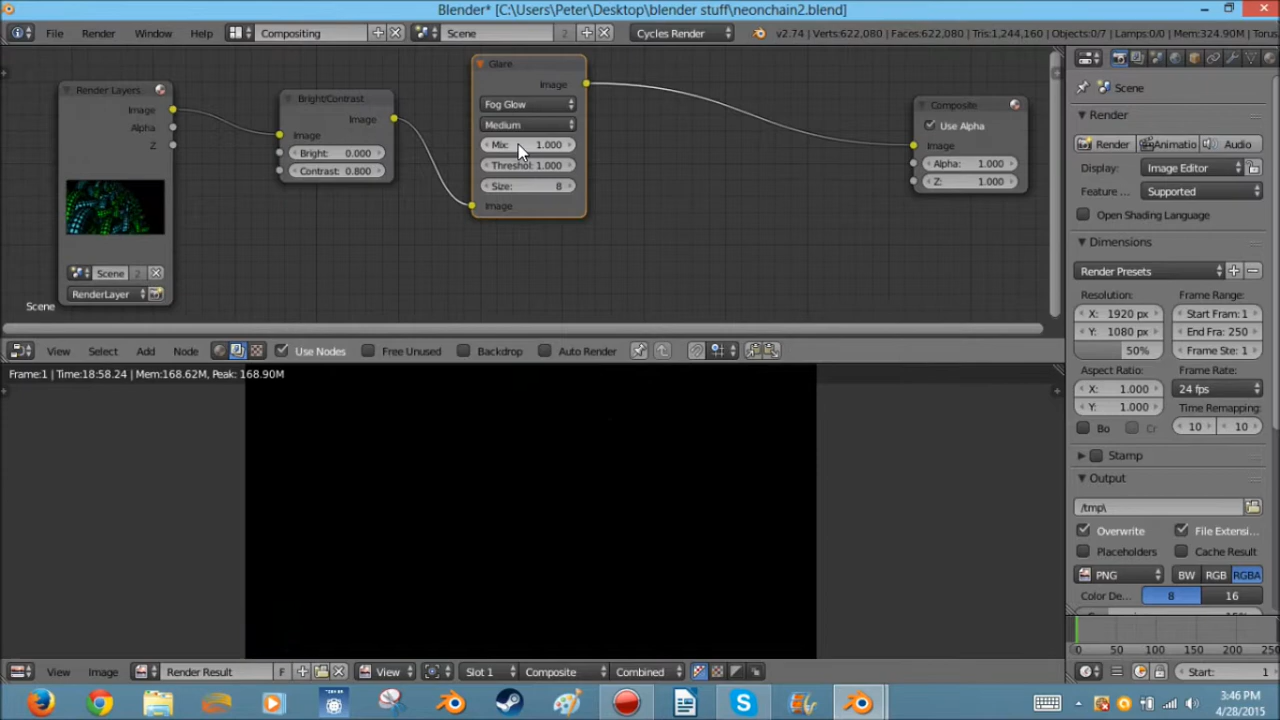 Blender* [C:\Users\Peter\Desktop\blender stuff\neonchain2.blend]
File Render Window Help Compositing Scene 2 Cycles Render v2.74 | Verts:622,080 | Faces:622,080 | Tris:1,244,160 | Objects:0/7 | Lamps:0/0 | Mem:324.90M | Torus
Render Layers
Image
Alpha
Z
Scene 2
RenderLayer
Scene
Bright/Contrast
Image
Image
Bright: 0.000
Contrast: 0.800
Glare
Image
Fog Glow
Medium
Mix: 1.000
Threshol: 1.000
Size: 8
Image
Composite
Use Alpha
Image
Alpha: 1.000
Z: 1.000
View Select Add Node Use Nodes Free Unused Backdrop Auto Render
Frame:1 | Time:18:58.24 | Mem:168.62M, Peak: 168.90M
View Image Render Result F View Slot 1 Composite Combined
Scene
Render
Render Animatio Audio
Display: Image Editor
Feature ... Supported
Open Shading Language
Dimensions
Render Presets
Resolution: Frame Range:
X: 1920 px Start Fram: 1
Y: 1080 px End Fra: 250
50% Frame Ste: 1
Aspect Ratio: Frame Rate:
X: 1.000 24 fps
Y: 1.000 Time Remapping:
Bo Cr 10 10
Stamp
Output
/tmp\
Overwrite File Extensi...
Placeholders Cache Result
PNG BW RGB RGBA
Color De... 8 16
0 50 100 150 200 250
Start: 1
3:46 PM
4/28/2015